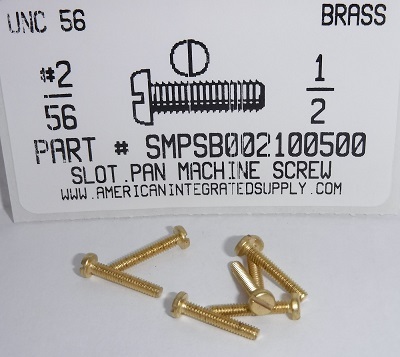 UNC 56 BRASS
#2/56 1/2
PART # SMPSB002100500
SLOT PAN MACHINE SCREW
WWW.AMERICANINTEGRATEDSUPPLY.COM